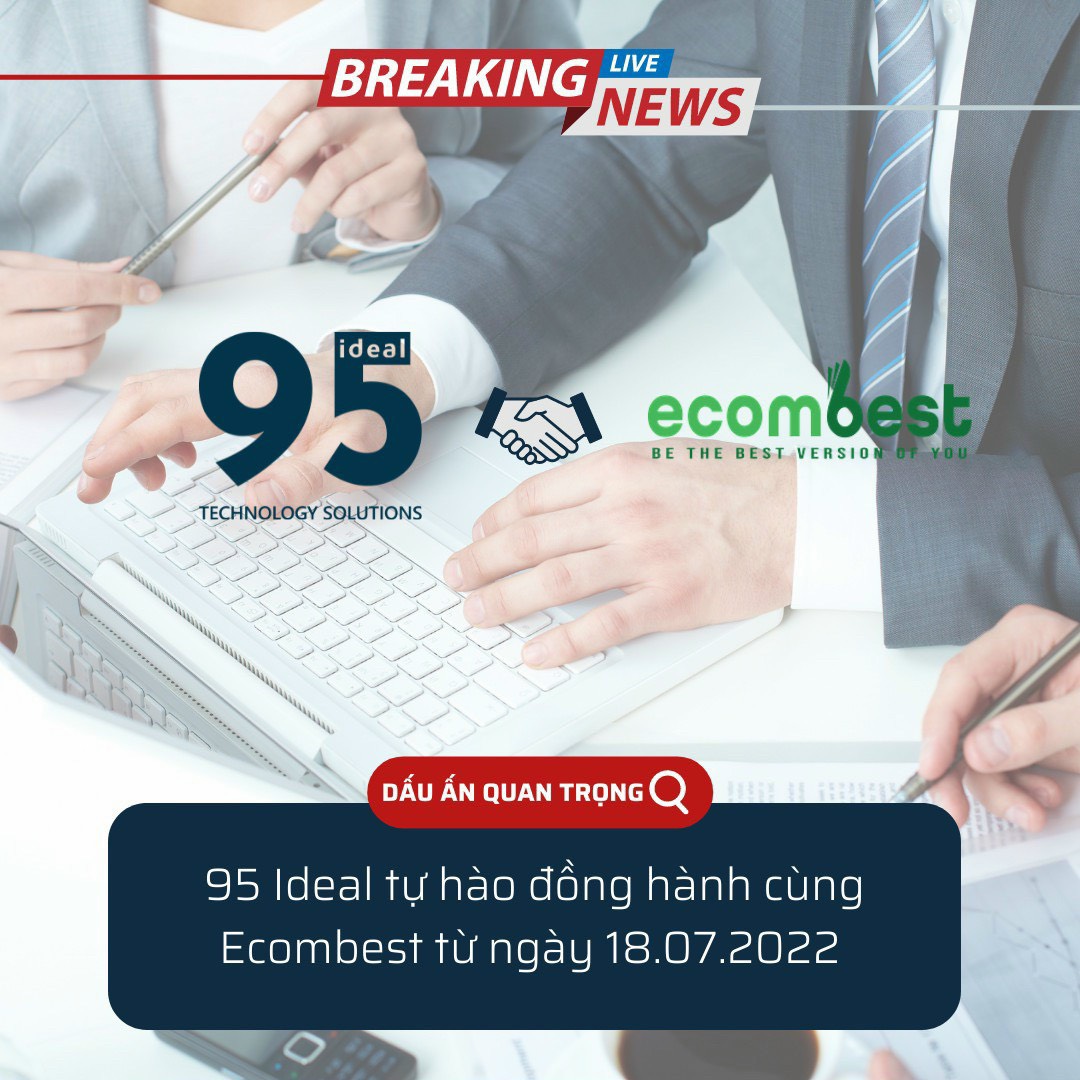 BREAKING
LIVE
NEWS
95
ideal
TECHNOLOGY SOLUTIONS
ecombest
BE THE BEST VERSION OF YOU
DẤU ẤN QUAN TRỌNG
95 Ideal tự hào đồng hành cùng
Ecombest từ ngày 18.07.2022